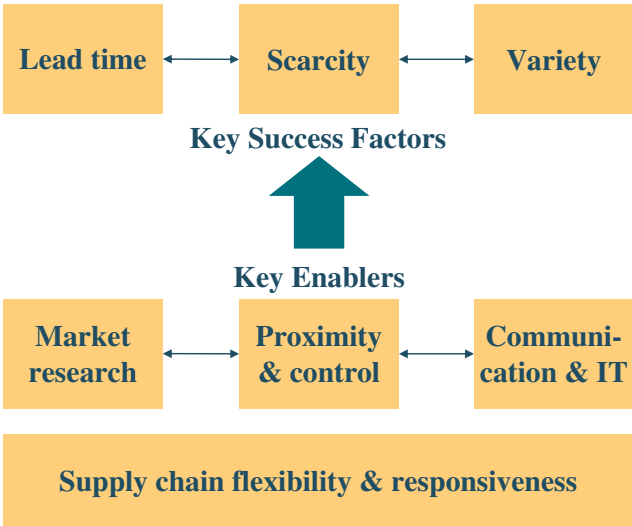 Lead time
Scarcity
Variety
Key Success Factors
Key Enablers
Market
research
Proximity
& control
Communi-
cation & IT
Supply chain flexibility & responsiveness